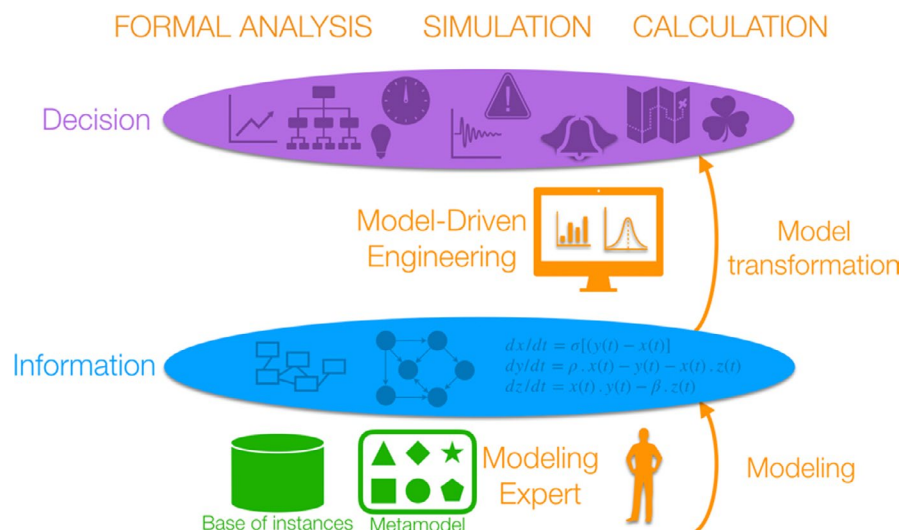 FORMAL ANALYSIS SIMULATION CALCULATION
Decision
Model-Driven
Engineering
Model
transformation
Information
dx/dt = σ[(y(t) − x(t)]
dy/dt = ρ . x(t) − y(t) − x(t) . z(t)
dz/dt = x(t) . y(t) − β . z(t)
Modeling
Expert
Modeling
Base of instances
Metamodel